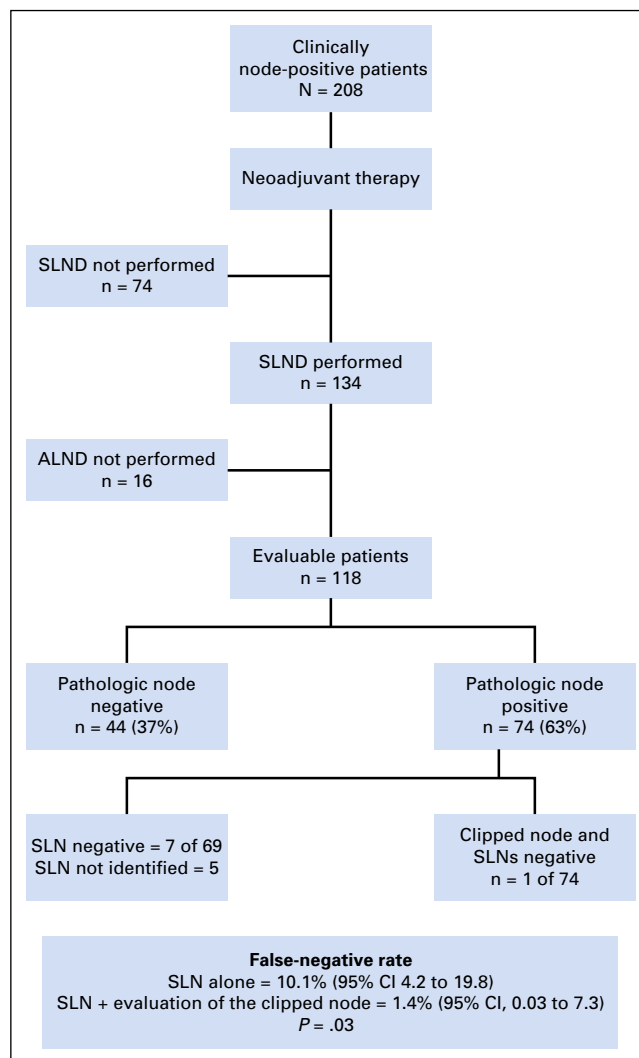 Clinically
node-positive patients
N = 208
Neoadjuvant therapy
SLND not performed
n = 74
SLND performed
n = 134
ALND not performed
n = 16
Evaluable patients
n = 118
Pathologic node
negative
n = 44 (37%)
Pathologic node
positive
n = 74 (63%)
SLN negative = 7 of 69
SLN not identified = 5
Clipped node and
SLNs negative
n = 1 of 74
False-negative rate
SLN alone = 10.1% (95% CI 4.2 to 19.8)
SLN + evaluation of the clipped node = 1.4% (95% CI, 0.03 to 7.3)
P = .03